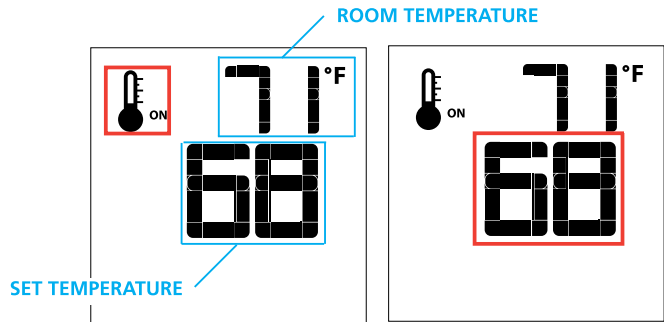 ROOM TEMPERATURE
71 °F 71 °F
ON ON
68 68
SET TEMPERATURE